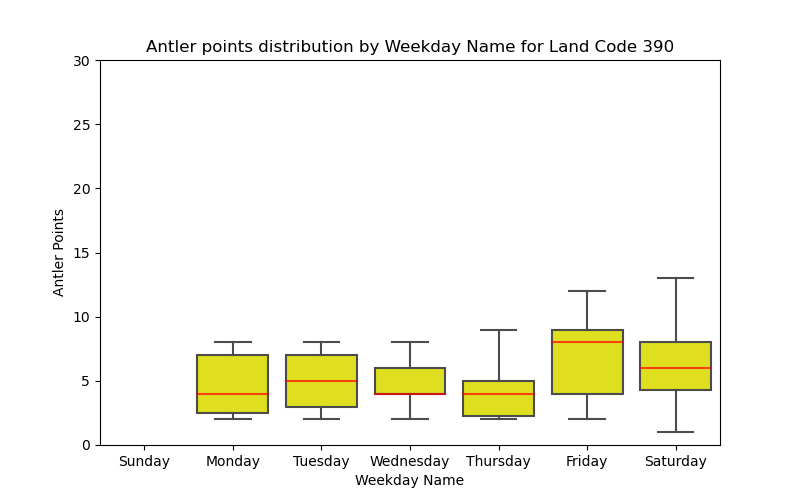 Antler points distribution by Weekday Name for Land Code 390
Antler Points
30
25
20
15
10
5
0
Sunday Monday Tuesday Wednesday Thursday Friday Saturday
Weekday Name